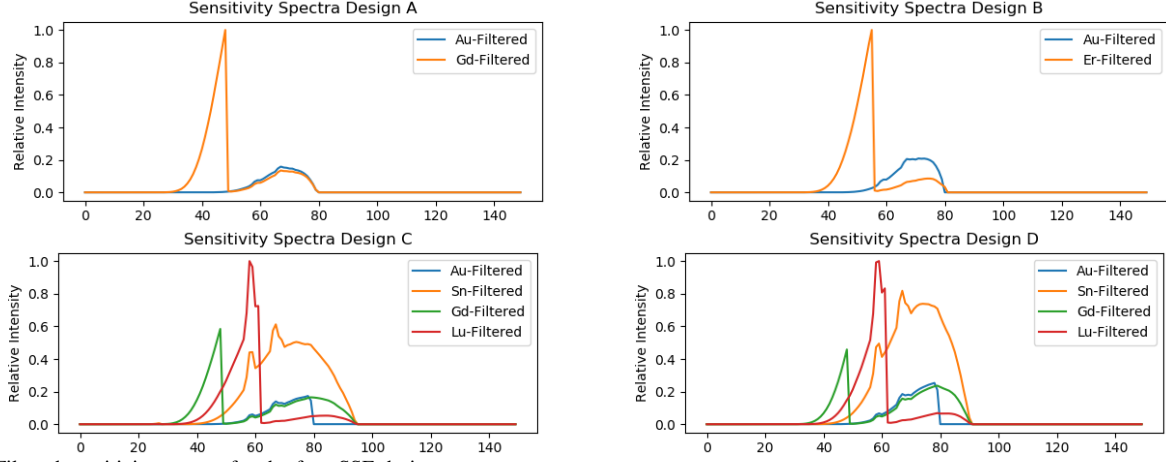 Sensitivity Spectra Design A
Sensitivity Spectra Design B
1.0
0.8
0.6
0.4
0.2
0.0
Relative Intensity
Au-Filtered
Gd-Filtered
0 20 40 60 80 100 120 140
1.0
0.8
0.6
0.4
0.2
0.0
Relative Intensity
Au-Filtered
Er-Filtered
0 20 40 60 80 100 120 140
Sensitivity Spectra Design C
Sensitivity Spectra Design D
1.0
0.8
0.6
0.4
0.2
0.0
Relative Intensity
Au-Filtered
Sn-Filtered
Gd-Filtered
Lu-Filtered
0 20 40 60 80 100 120 140
1.0
0.8
0.6
0.4
0.2
0.0
Relative Intensity
Au-Filtered
Sn-Filtered
Gd-Filtered
Lu-Filtered
0 20 40 60 80 100 120 140